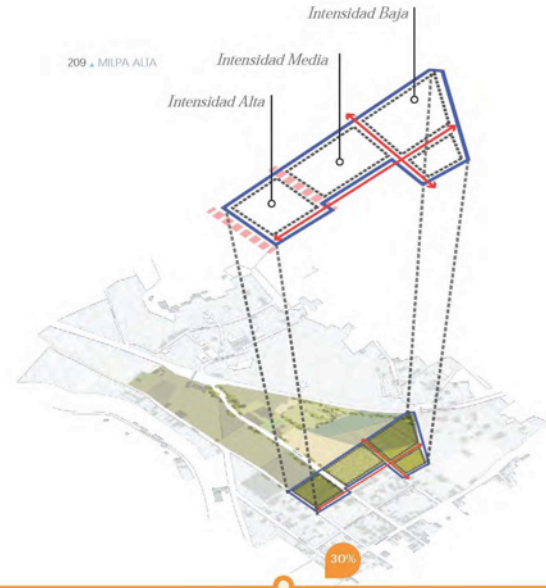 Intensidad Baja
209 ▲ MILPA ALTA
Intensidad Media
Intensidad Alta
30%